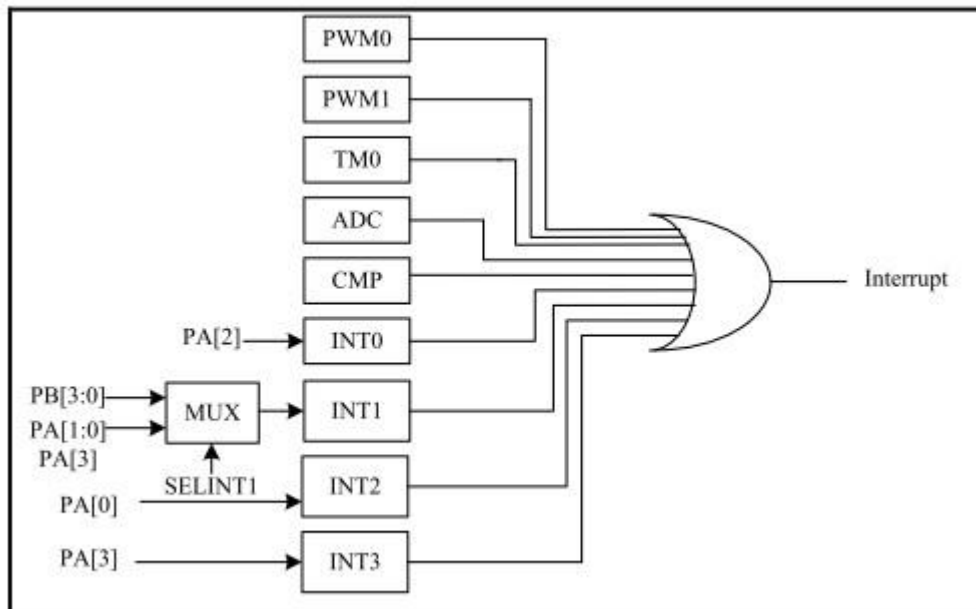 PWM0
PWM1
TM0
ADC
CMP
Interrupt
PA[2]
INT0
PB[3:0]
MUX
INT1
PA[1:0]
PA[3]
SELINT1
INT2
PA[0]
PA[3]
INT3